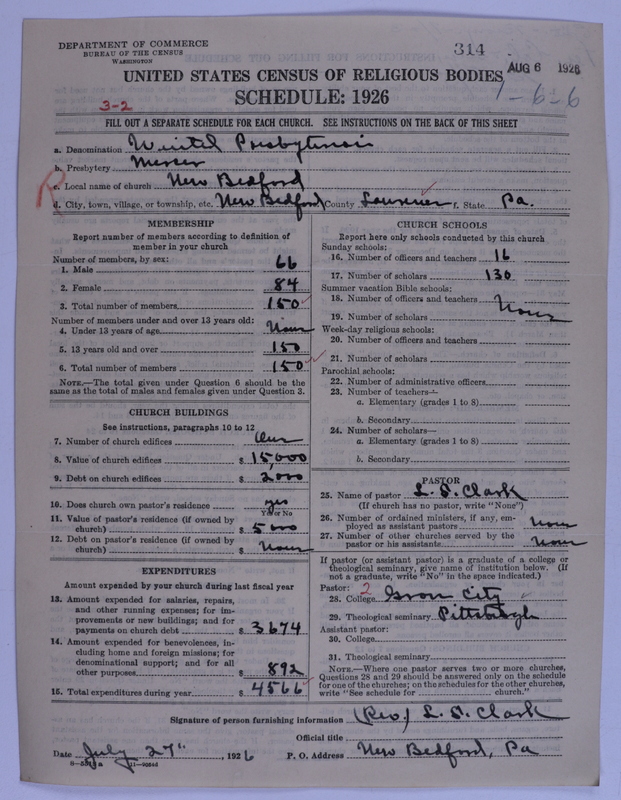 DEPARTMENT OF COMMERCE
BUREAU OF THE CENSUS
WASHINGTON
314
AUG 6 1926
1-6-6
UNITED STATES CENSUS OF RELIGIOUS BODIES
SCHEDULE: 1926
3-2
FILL OUT A SEPARATE SCHEDULE FOR EACH CHURCH. SEE INSTRUCTIONS ON THE BACK OF THIS SHEET
a. Denomination United Presbyterian
b. Presbytery Mercer
R
c. Local name of church New Bedford
d. City, town, village, or township, etc. New Bedford County Lawrence f. State Pa.
MEMBERSHIP
Report number of members according to definition of
member in your church
Number of members, by sex:
1. Male 66
2. Female 84
3. Total number of members 150
Number of members under and over 13 years old:
4. Under 13 years of age None
5. 13 years old and over 150
6. Total number of members 150
NOTE.—The total given under Question 6 should be
same as the total of males and females given under Question 3.
CHURCH BUILDINGS
See instructions, paragraphs 10 to 12
7. Number of church edifices One
8. Value of church edifices $ 15,000
9. Debt on church edifices $ 2000
10. Does church own pastor's residence yes
Yes or No
11. Value of pastor's residence (if owned by
church) $ 5000
12. Debt on pastor's residence (if owned by
church) $ None
EXPENDITURES
Amount expended by your church during last fiscal year
13. Amount expended for salaries, repairs,
and other running expenses; for im-
provements or new buildings; and for
payments on church debt $ 3674
14. Amount expended for benevolences, in-
cluding home and foreign missions; for
denominational support; and for all
other purposes $ 892
15. Total expenditures during year $ 4566
CHURCH SCHOOLS
Report here only schools conducted by this church
Sunday schools:
16. Number of officers and teachers 16
17. Number of scholars 130
Summer vacation Bible schools:
18. Number of officers and teachers
19. Number of scholars None
Week-day religious schools:
20. Number of officers and teachers
21. Number of scholars
Parochial schools:
22. Number of administrative officers
23. Number of teachers—
a. Elementary (grades 1 to 8)
b. Secondary
24. Number of scholars—
a. Elementary (grades 1 to 8)
b. Secondary
PASTOR
25. Name of pastor L. S. Clark
(If church has no pastor, write "None")
26. Number of ordained ministers, if any, em-
ployed as assistant pastors None
27. Number of other churches served by the
pastor or his assistants None
If pastor (or assistant pastor) is a graduate of a college or
theological seminary, give name of institution below. (If
not a graduate, write "No" in the space indicated.)
Pastor: 2
28. College Grove City
29. Theological seminary Pittsburgh
Assistant pastor:
30. College
31. Theological seminary
NOTE.—Where one pastor serves two or more churches,
Questions 28 and 29 should be answered only on the schedule
for one of the churches; on the schedules for the other churches,
write "See schedule for church."
Signature of person furnishing information (Rev.) L. S. Clark
Official title
Date July 27", 1926 P. O. Address New Bedford, Pa